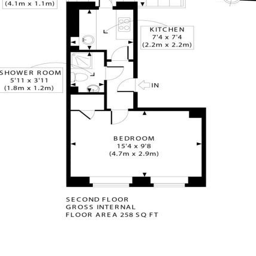 (4.1m x 1.1m)
KITCHEN
7'4 x 7'4
(2.2m x 2.2m)
SHOWER ROOM
5'11 x 3'11
(1.8m x 1.2m)
IN
BEDROOM
15'4 x 9'8
(4.7m x 2.9m)
SECOND FLOOR
GROSS INTERNAL
FLOOR AREA 258 SQ FT